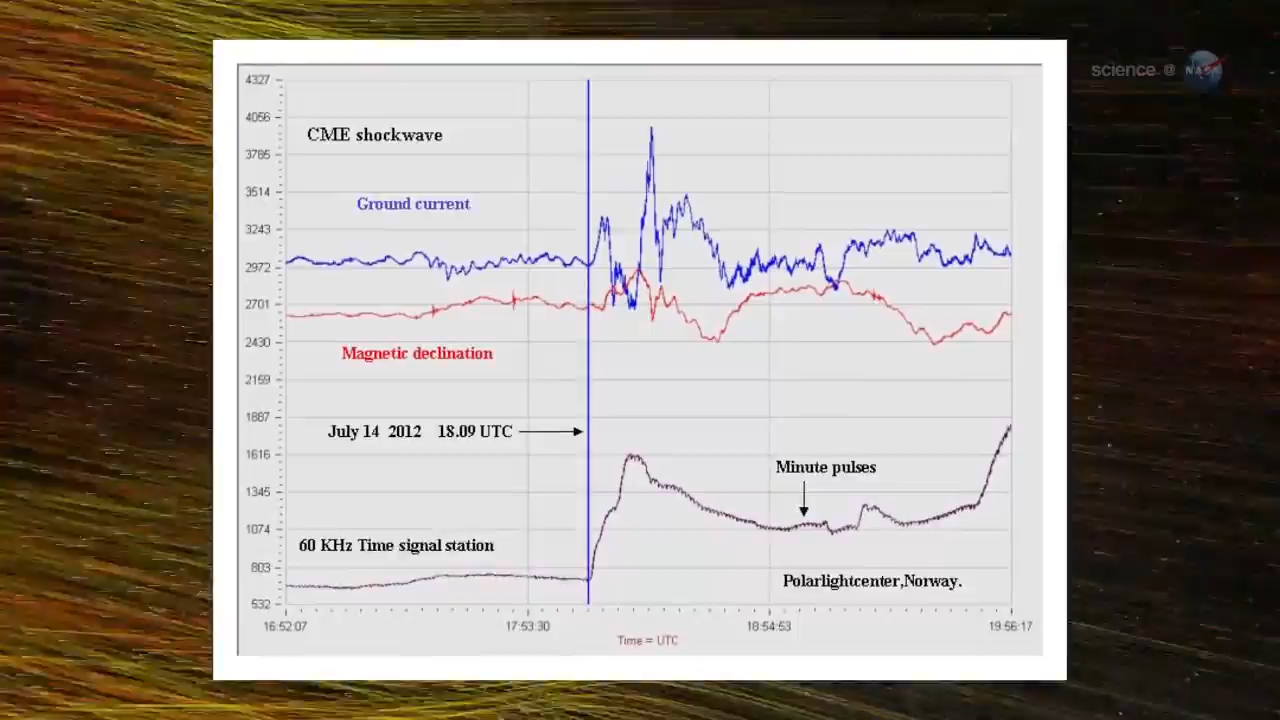 science @ NASA
4327
4056
CME shockwave
3785
3514
Ground current
3243
2972
2701
2430
Magnetic declination
2159
1887
July 14 2012 18.09 UTC
1616
Minute pulses
1345
1074
60 KHz Time signal station
803
Polarlightcenter,Norway.
532
16:52:07 17:53:30 18:54:53 19:56:17
Time = UTC